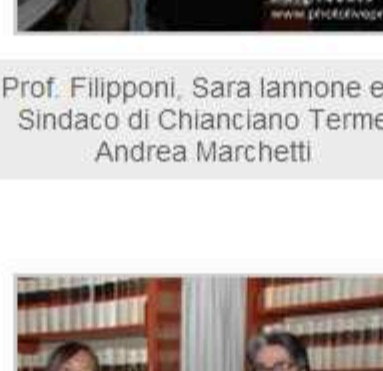 Prof. Filipponi, Sara Iannone e
Sindaco di Chianciano Terme
Andrea Marchetti